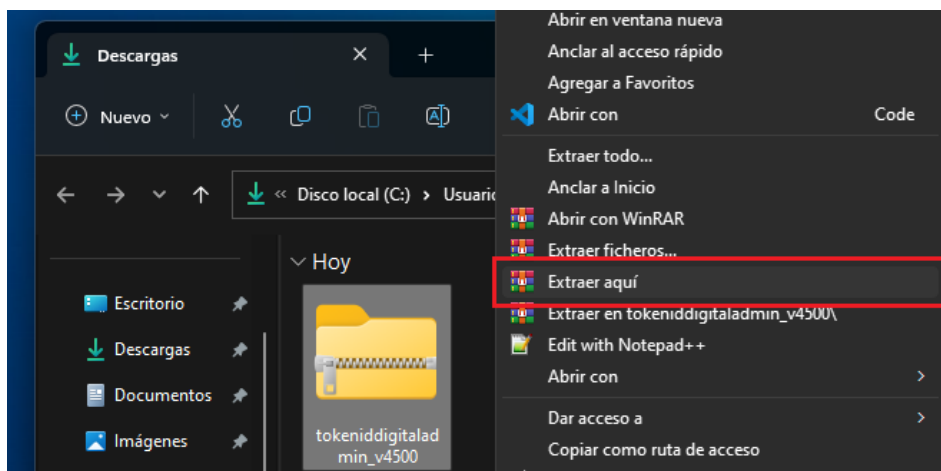 Descargas
Nuevo
« Disco local (C:) > Usuario
Escritorio
Descargas
Documentos
Imágenes
Hoy
tokeniddigitalad
min_v4500
Abrir en ventana nueva
Anclar al acceso rápido
Agregar a Favoritos
Abrir con Code
Extraer todo...
Anclar a Inicio
Abrir con WinRAR
Extraer ficheros...
Extraer aquí
Extraer en tokeniddigitaladmin_v4500\
Edit with Notepad++
Abrir con
Dar acceso a
Copiar como ruta de acceso